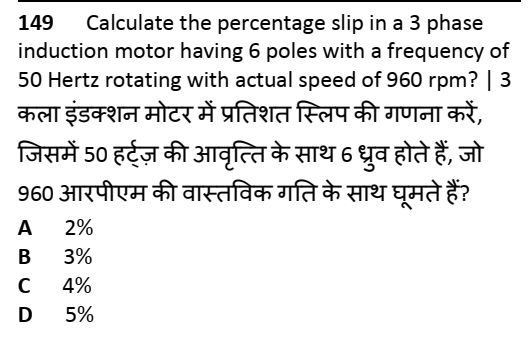 149 Calculate the percentage slip in a 3 phase
induction motor having 6 poles with a frequency of
50 Hertz rotating with actual speed of 960 rpm? | 3
कला इंडक्शन मोटर में प्रतिशत स्लिप की गणना करें,
जिसमें 50 हर्ट्ज़ की आवृत्ति के साथ 6 ध्रुव होते हैं, जो
960 आरपीएम की वास्तविक गति के साथ घूमते हैं?
A 2%
B 3%
C 4%
D 5%